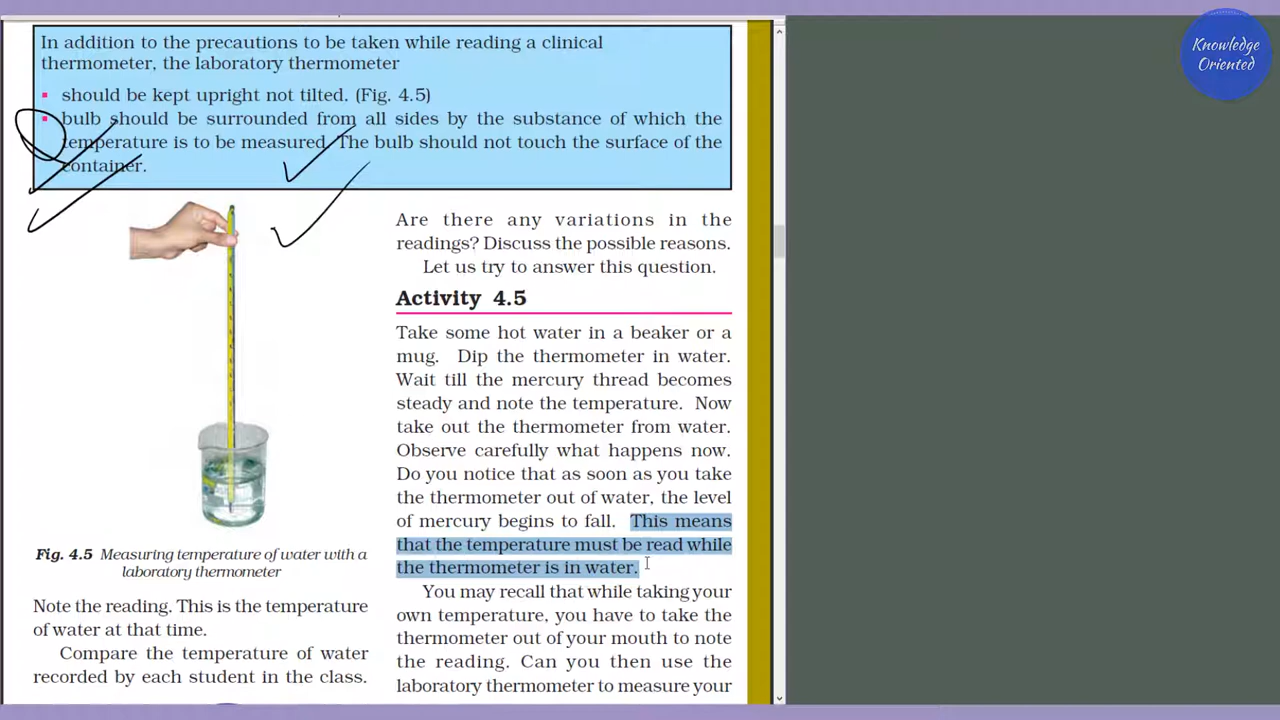 In addition to the precautions to be taken while reading a clinical
thermometer, the laboratory thermometer
should be kept upright not tilted. (Fig. 4.5)
bulb should be surrounded from all sides by the substance of which the
temperature is to be measured. The bulb should not touch the surface of the
container.
Fig. 4.5 Measuring temperature of water with a
laboratory thermometer
Note the reading. This is the temperature
of water at that time.
Compare the temperature of water
recorded by each student in the class.
Are there any variations in the
readings? Discuss the possible reasons.
Let us try to answer this question.
Activity 4.5
Take some hot water in a beaker or a
mug. Dip the thermometer in water.
Wait till the mercury thread becomes
steady and note the temperature. Now
take out the thermometer from water.
Observe carefully what happens now.
Do you notice that as soon as you take
the thermometer out of water, the level
of mercury begins to fall. This means
that the temperature must be read while
the thermometer is in water.
You may recall that while taking your
own temperature, you have to take the
thermometer out of your mouth to note
the reading. Can you then use the
laboratory thermometer to measure your
Knowledge
Oriented